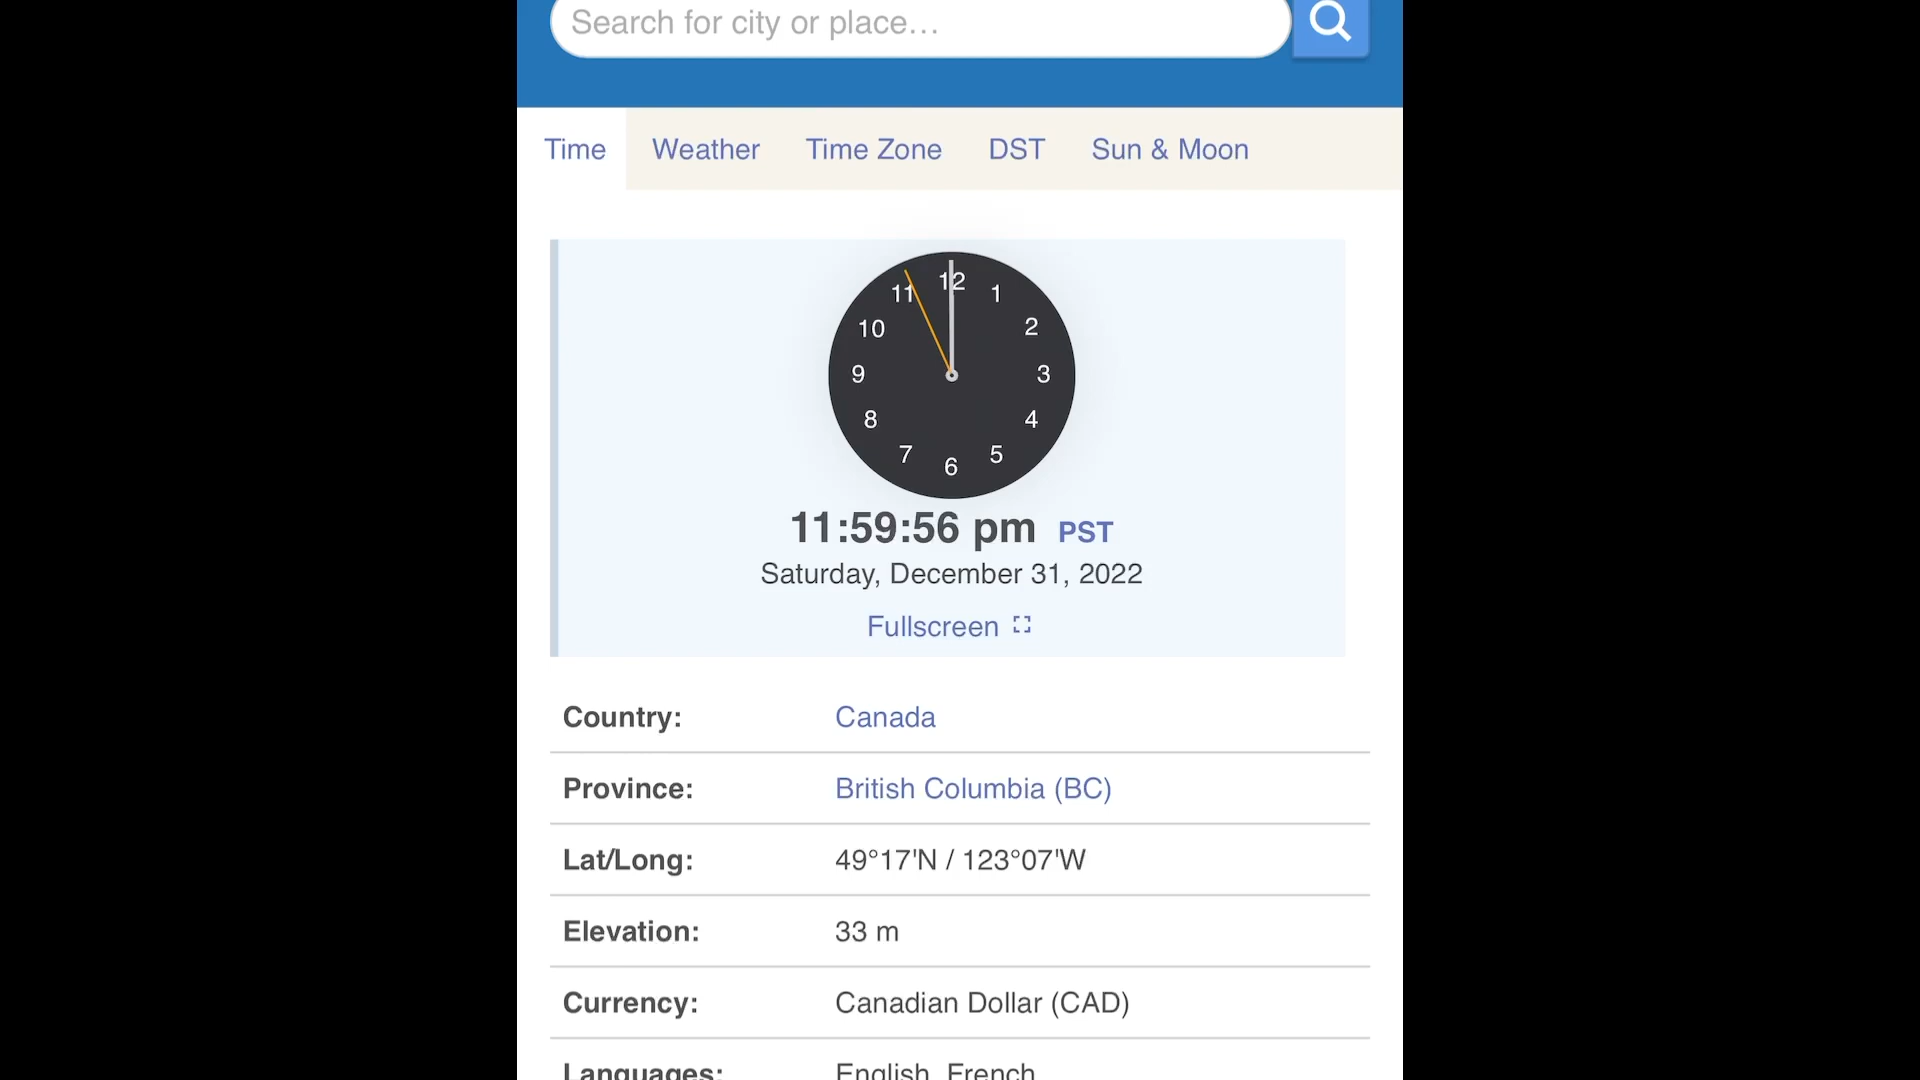 Search for city or place…
Time Weather Time Zone DST Sun & Moon
12
11 1
10 2
9 3
8 4
7 5
6
11:59:56 pm PST
Saturday, December 31, 2022
Fullscreen
Country: Canada
Province: British Columbia (BC)
Lat/Long: 49°17'N / 123°07'W
Elevation: 33 m
Currency: Canadian Dollar (CAD)
Languages: English, French